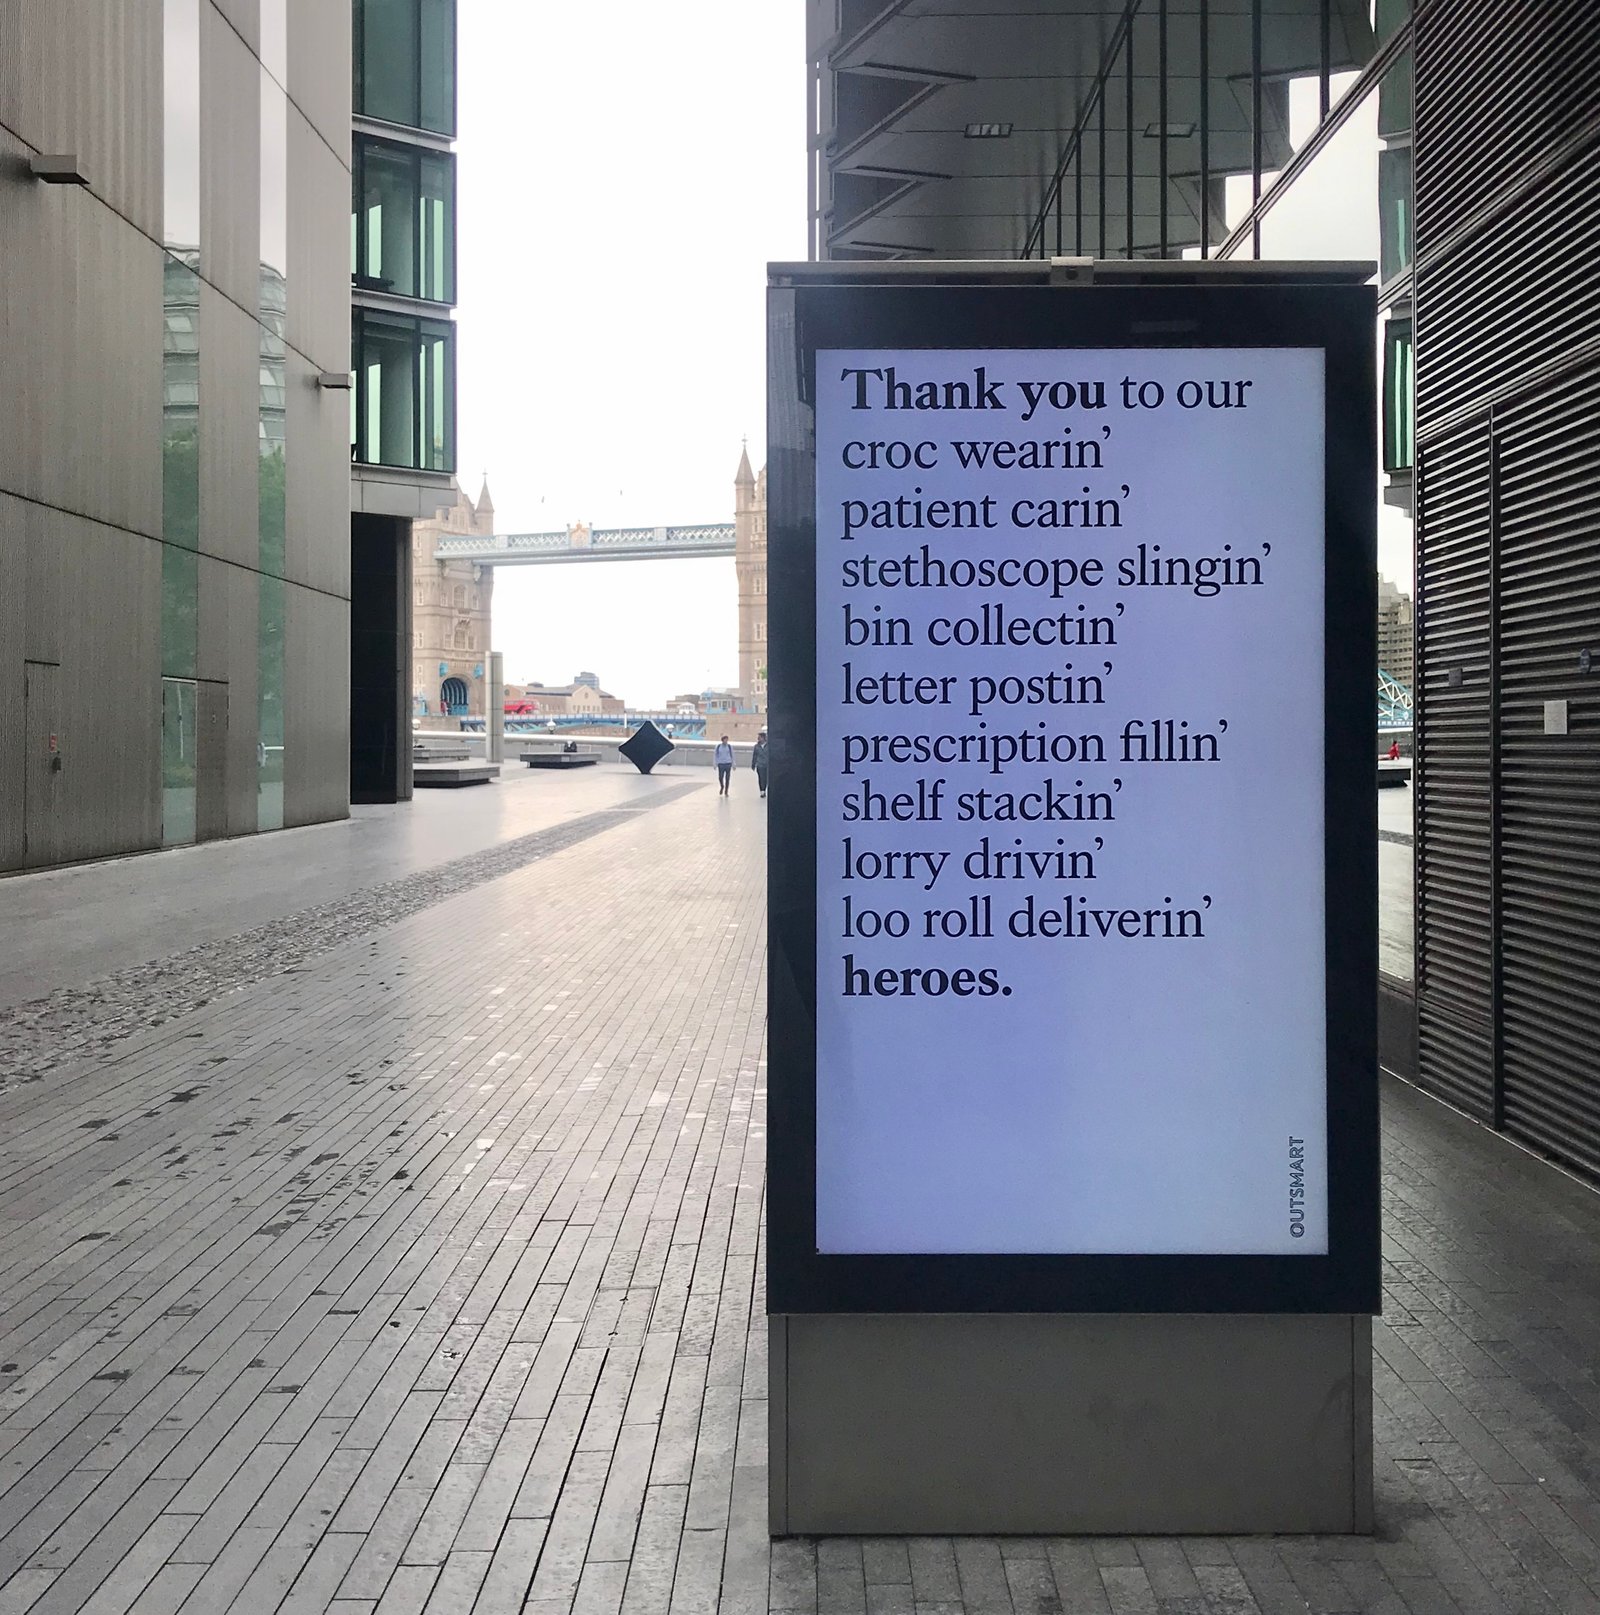 Thank you to our
croc wearin’
patient carin’
stethoscope slingin’
bin collectin’
letter postin’
prescription fillin’
shelf stackin’
lorry drivin’
loo roll deliverin’
heroes.
OUTSMART